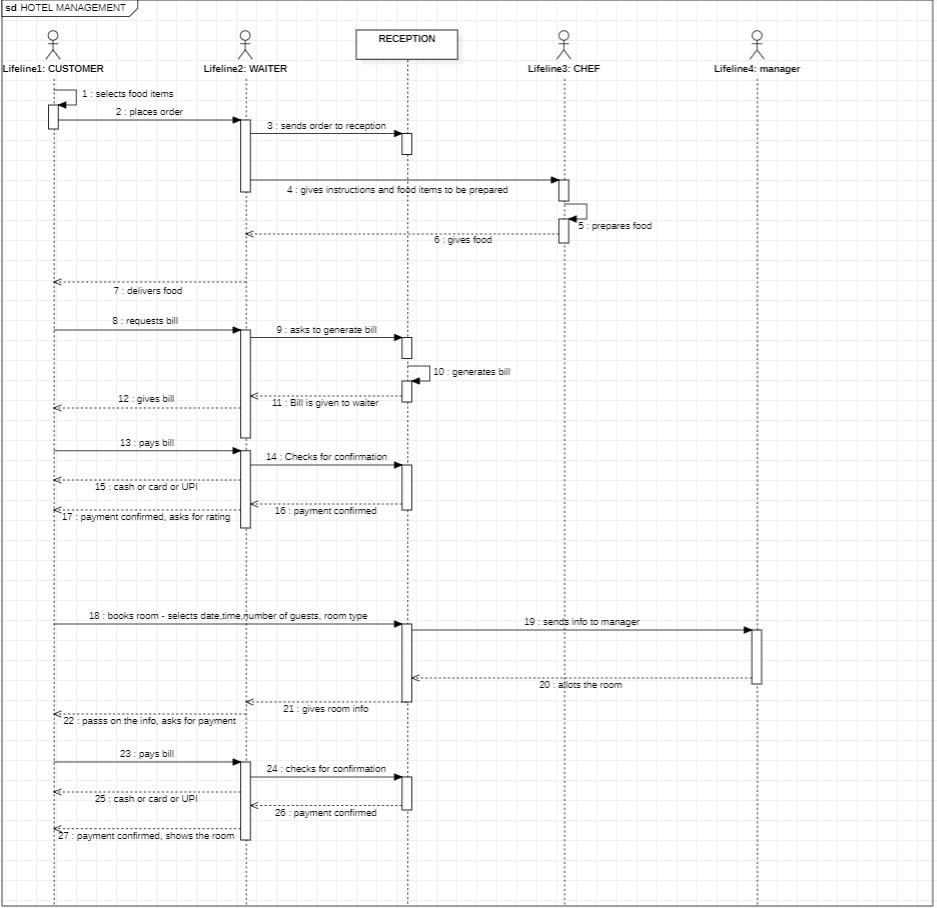 sd HOTEL MANAGEMENT
RECEPTION
Lifeline1: CUSTOMER
Lifeline2: WAITER
Lifeline3: CHEF
Lifeline4: manager
1 : selects food items
2 : places order
3 : sends order to reception
4 : gives instructions and food items to be prepared
5 : prepares food
6 : gives food
7 : delivers food
8 : requests bill
9 : asks to generate bill
10 : generates bill
11 : Bill is given to waiter
12 : gives bill
13 : pays bill
14 : Checks for confirmation
15 : cash or card or UPI
16 : payment confirmed
17 : payment confirmed, asks for rating
18 : books room - selects date,time,number of guests, room type
19 : sends info to manager
20 : allots the room
21 : gives room info
22 : passs on the info, asks for payment
23 : pays bill
24 : checks for confirmation
25 : cash or card or UPI
26 : payment confirmed
27 : payment confirmed, shows the room